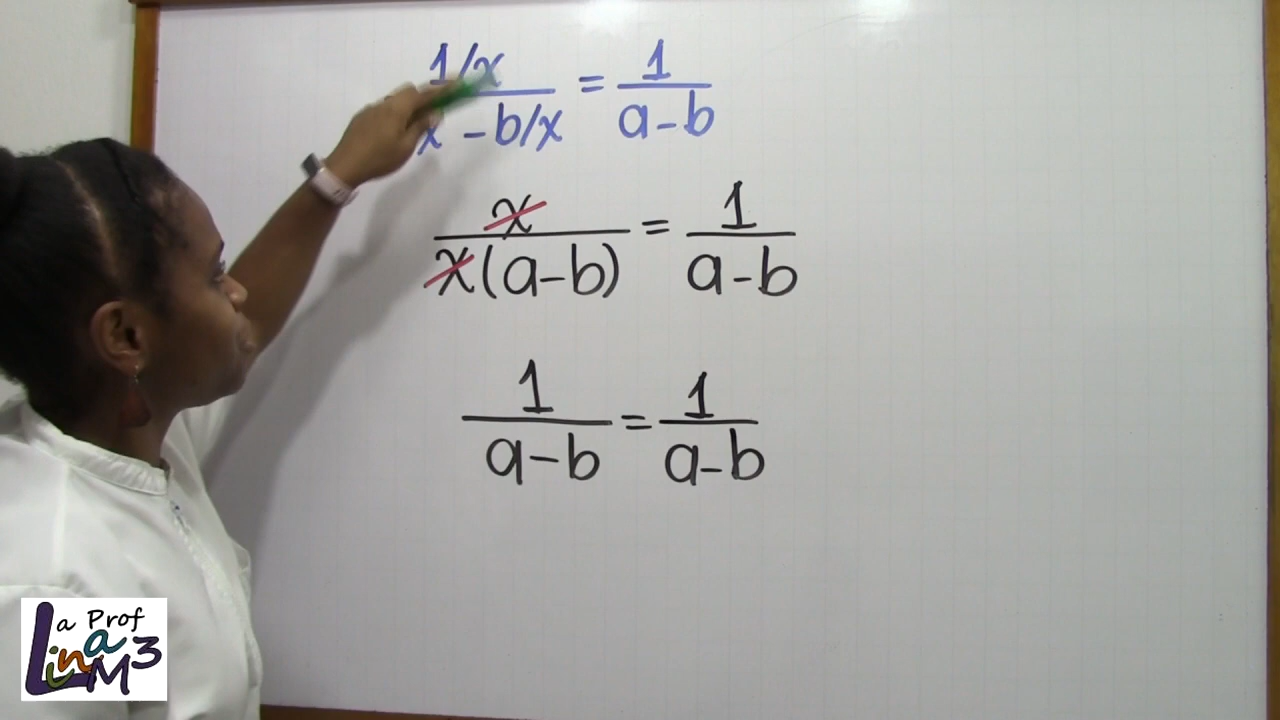 1/x
x - b/x = 1
a-b
x
x(a-b) = 1
a-b
1
a-b = 1
a-b
La Prof
Lina M3